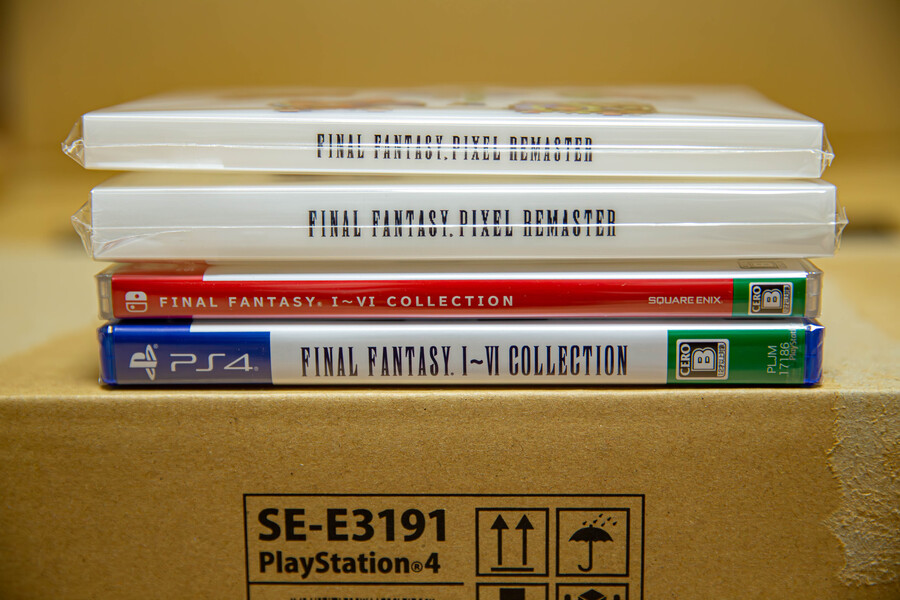 FINAL FANTASY. PIXEL REMASTER
FINAL FANTASY. PIXEL REMASTER
FINAL FANTASY® I~VI COLLECTION SQUARE ENIX CERO B
PS4 FINAL FANTASY. I~VI COLLECTION CERO B PLJM 17186 PlayStation
SE-E3191
PlayStation®4